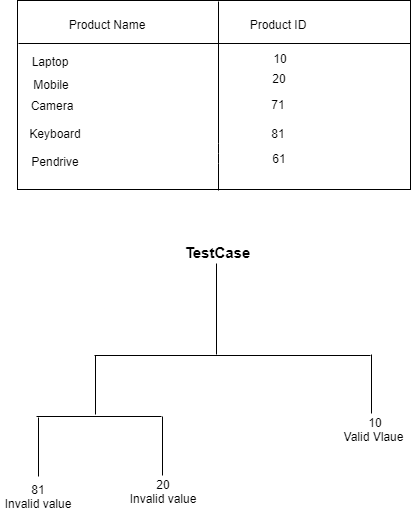 Product Name Product ID
Laptop 10
Mobile 20
Camera 71
Keyboard 81
Pendrive 61
TestCase
10
Valid Vlaue
81
Invalid value
20
Invalid value